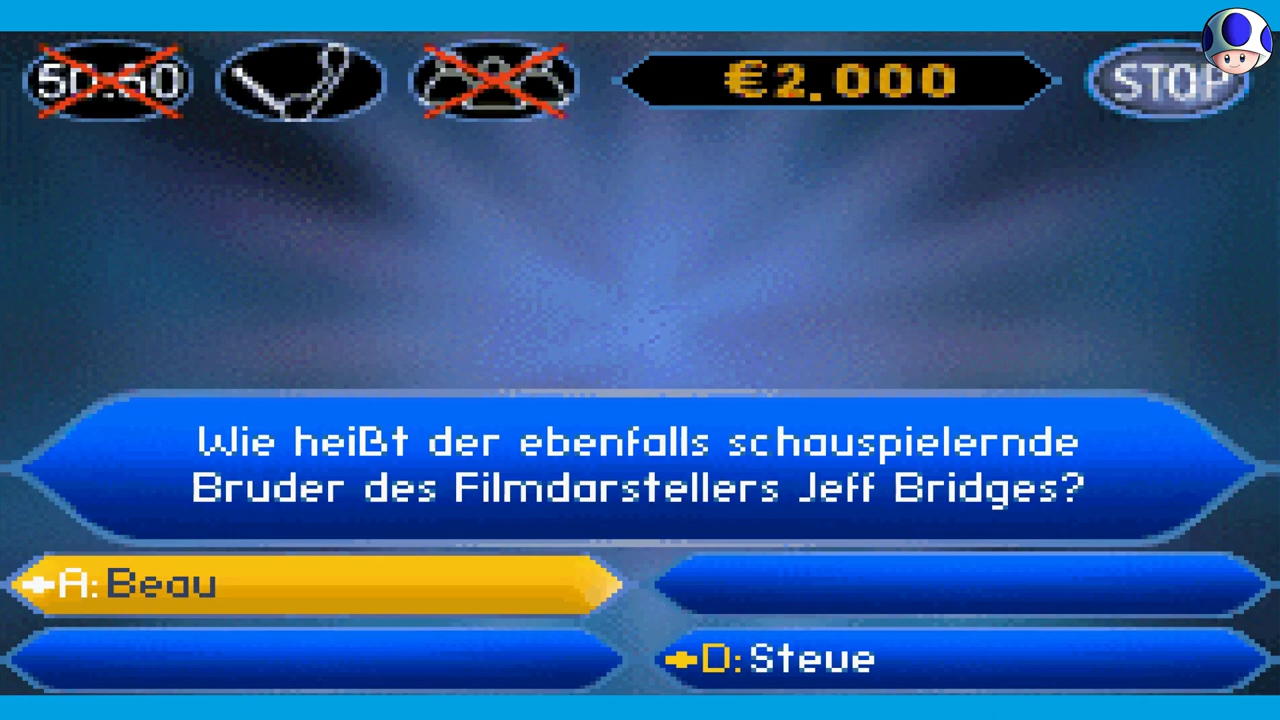 50:50
€2.000
STOP
Wie heißt der ebenfalls schauspielernde
Bruder des Filmdarstellers Jeff Bridges?
A: Beau
D: Steve